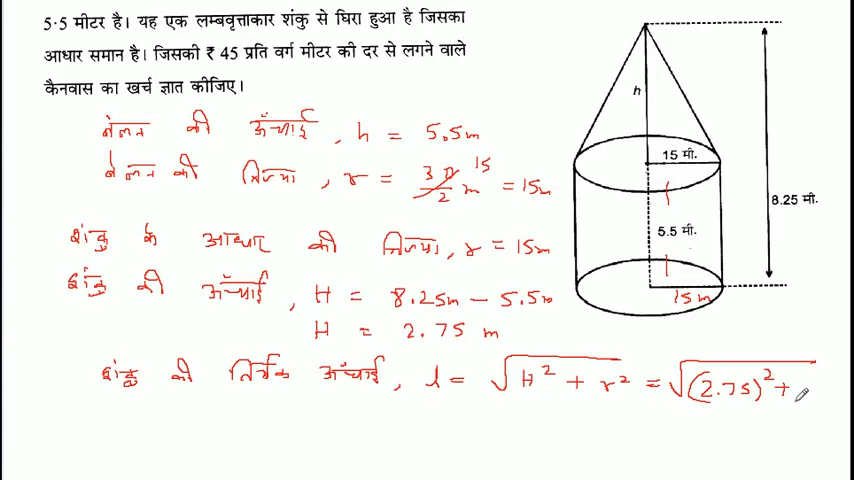 5·5 मीटर है। यह एक लम्बवृत्ताकार शंकु से घिरा हुआ है जिसका
आधार समान है। जिसकी ₹ 45 प्रति वर्ग मीटर की दर से लगने वाले
कैनवास का खर्च ज्ञात कीजिए।
बेलन की ऊँचाई, h = 5.5m
बेलन की त्रिज्या, r = 30/2 m 15 = 15m
शंकु के आधार की त्रिज्या, r = 15m
शंकु की ऊँचाई, H = 8.25m - 5.5m
H = 2.75 m
शंकु की तिर्यक ऊँचाई, l = √H² + r² = √(2.75)² +
h
15 मी.
5.5 मी.
8.25 मी.
15m